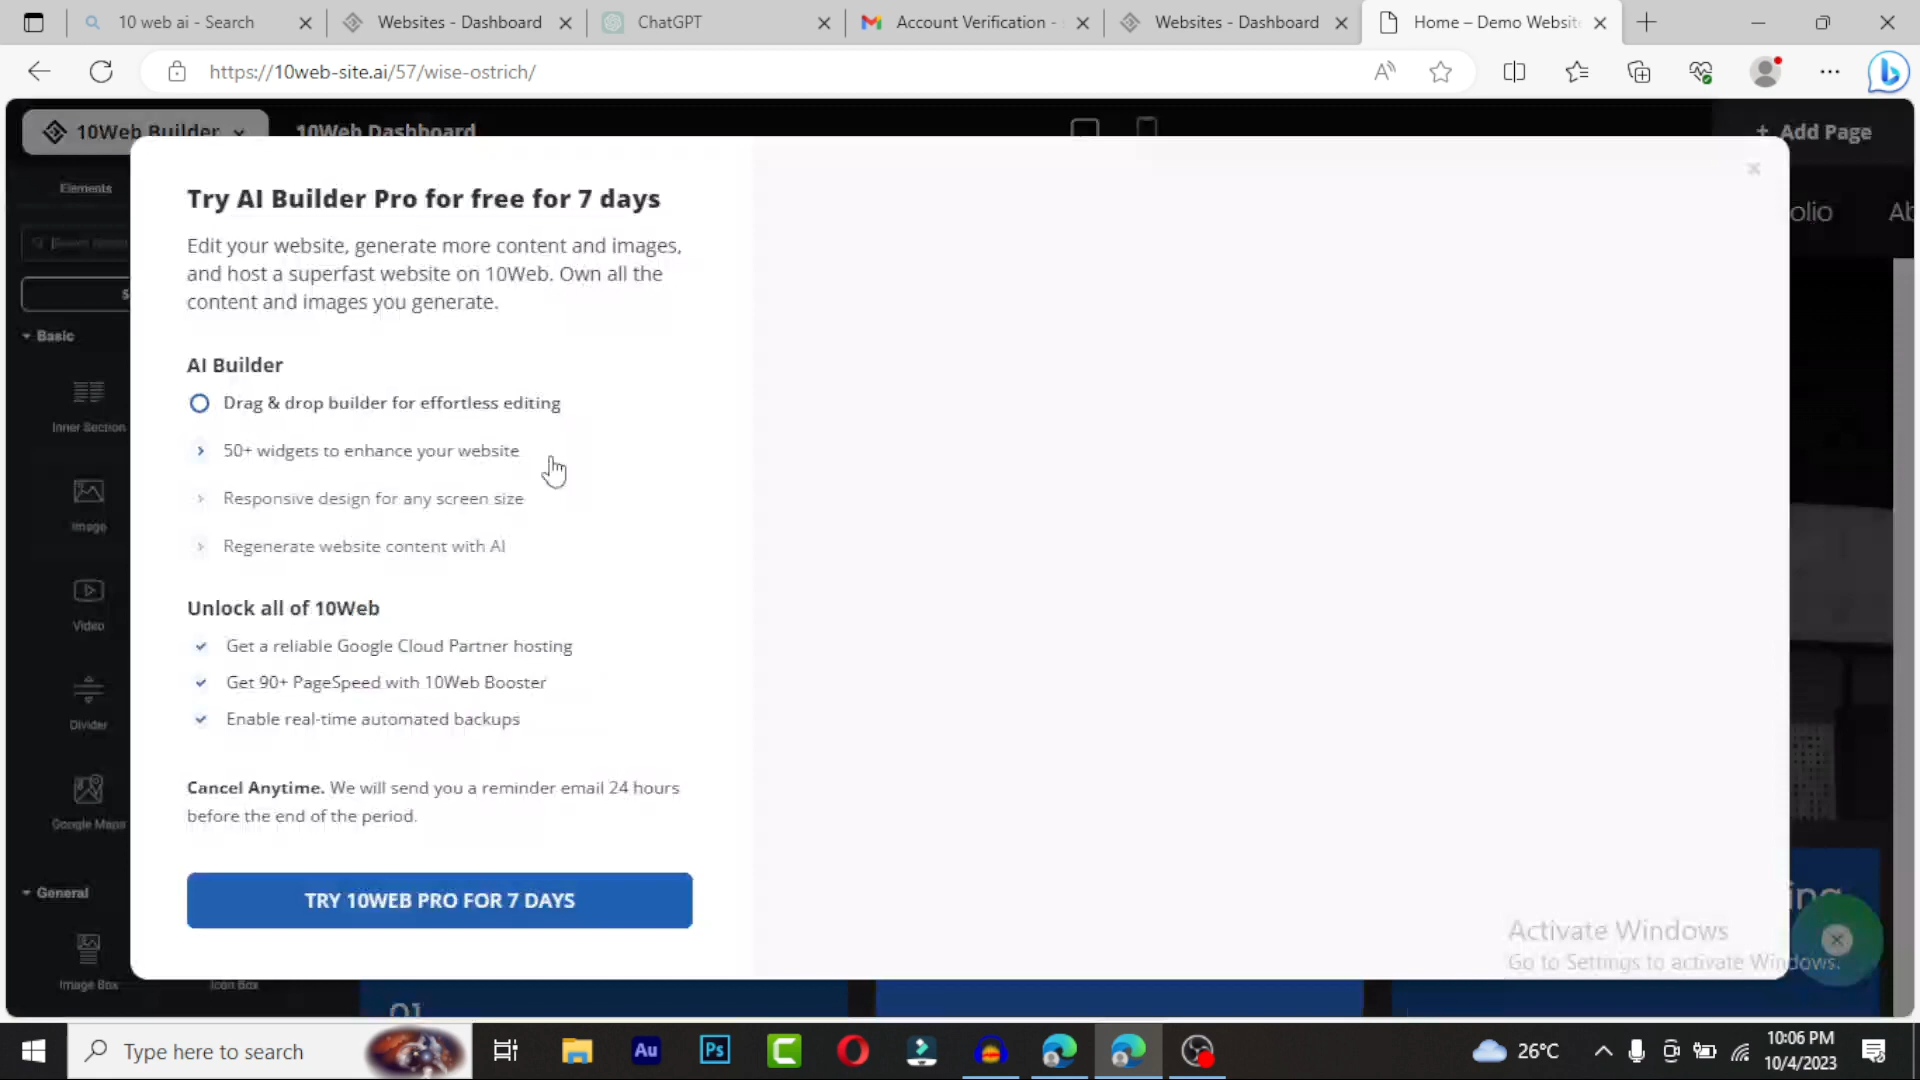 10 web ai - Search
Websites - Dashboard
ChatGPT
Account Verification -
Websites - Dashboard
Home – Demo Website
https://10web-site.ai/57/wise-ostrich/
10Web Builder
10Web Dashboard
+ Add Page
Elements
Basic
Inner Section
Image
Video
Divider
Google Maps
General
Image Box
Icon Box
Try AI Builder Pro for free for 7 days
Edit your website, generate more content and images,
and host a superfast website on 10Web. Own all the
content and images you generate.
AI Builder
Drag & drop builder for effortless editing
50+ widgets to enhance your website
Responsive design for any screen size
Regenerate website content with AI
Unlock all of 10Web
Get a reliable Google Cloud Partner hosting
Get 90+ PageSpeed with 10Web Booster
Enable real-time automated backups
Cancel Anytime. We will send you a reminder email 24 hours
before the end of the period.
TRY 10WEB PRO FOR 7 DAYS
olio
Ab
ing
01
Activate Windows
Go to Settings to activate Windows.
Type here to search
Au
Ps
26°C
10:06 PM
10/4/2023